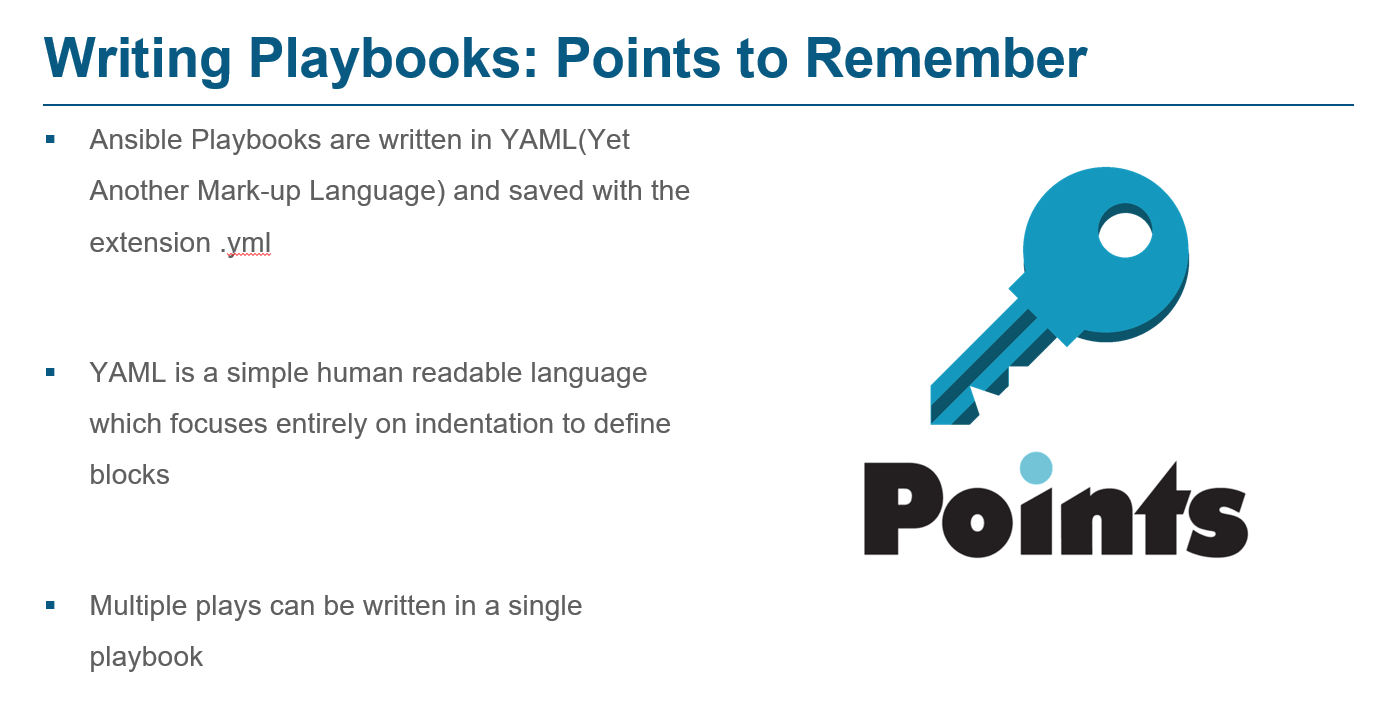 Writing Playbooks: Points to Remember
Ansible Playbooks are written in YAML(Yet
Another Mark-up Language) and saved with the
extension .yml
YAML is a simple human readable language
which focuses entirely on indentation to define
blocks
Multiple plays can be written in a single
playbook
Points